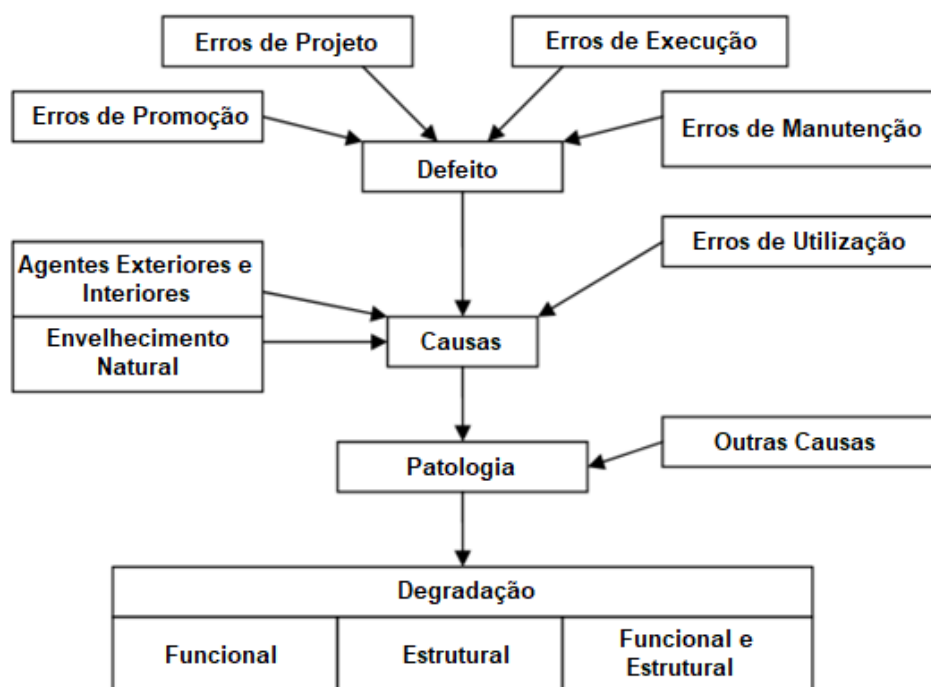 Erros de Projeto
Erros de Execução
Erros de Promoção
Erros de Manutenção
Defeito
Erros de Utilização
Agentes Exteriores e
Interiores
Envelhecimento
Natural
Causas
Outras Causas
Patologia
Degradação
Funcional
Estrutural
Funcional e
Estrutural